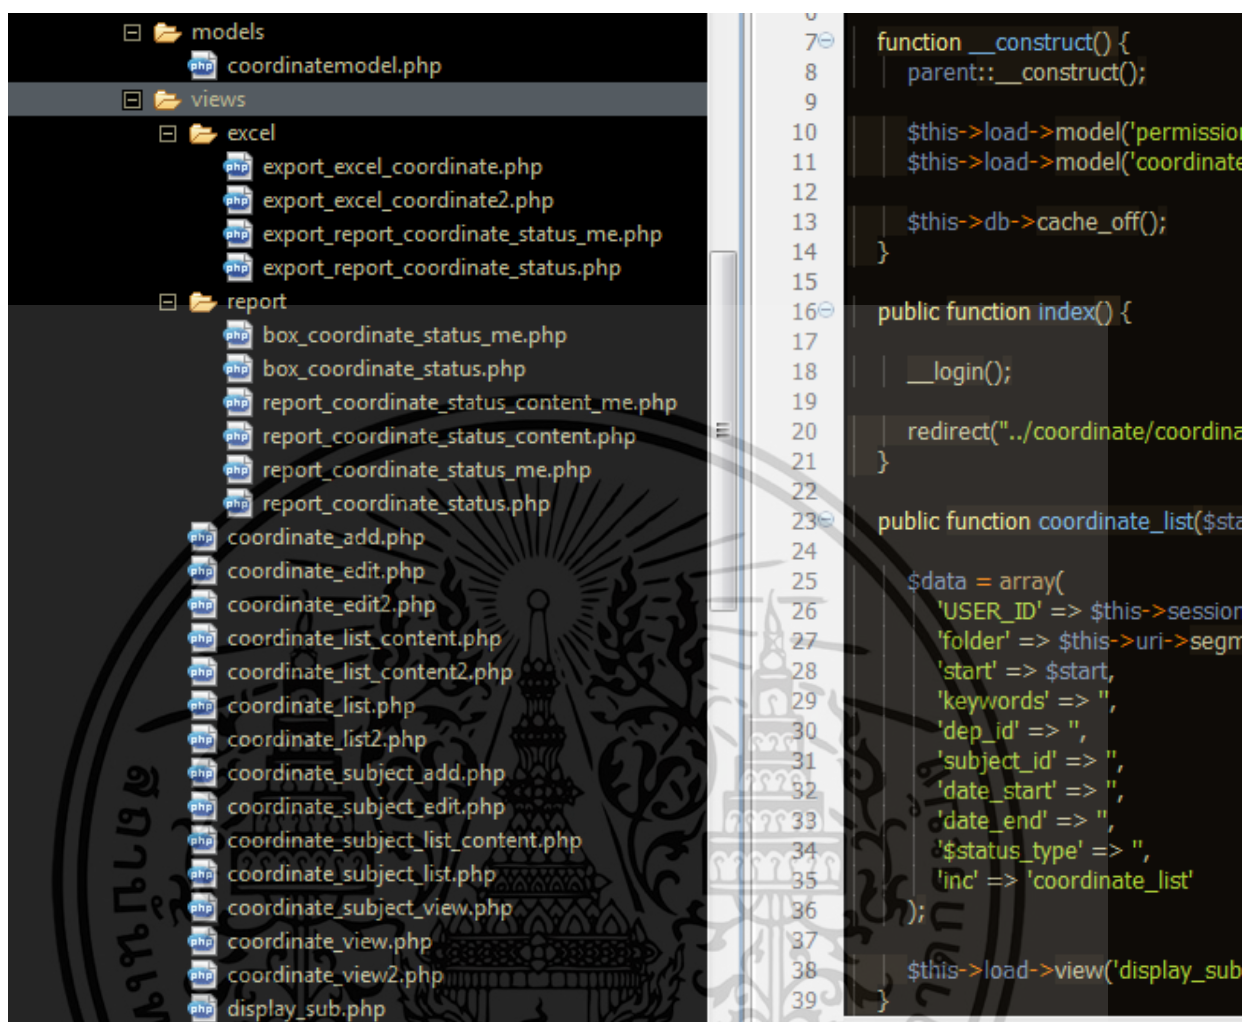 models
coordinatemodel.php
views
excel
export_excel_coordinate.php
export_excel_coordinate2.php
export_report_coordinate_status_me.php
export_report_coordinate_status.php
report
box_coordinate_status_me.php
box_coordinate_status.php
report_coordinate_status_content_me.php
report_coordinate_status_content.php
report_coordinate_status_me.php
report_coordinate_status.php
coordinate_add.php
coordinate_edit.php
coordinate_edit2.php
coordinate_list_content.php
coordinate_list_content2.php
coordinate_list.php
coordinate_list2.php
coordinate_subject_add.php
coordinate_subject_edit.php
coordinate_subject_list_content.php
coordinate_subject_list.php
coordinate_subject_view.php
coordinate_view.php
coordinate_view2.php
display_sub.php
7 function __construct() {
8 parent::__construct();
9
10 $this->load->model('permission
11 $this->load->model('coordinate
12
13 $this->db->cache_off();
14 }
15
16 public function index() {
17
18 __login();
19
20 redirect("../coordinate/coordina
21 }
22
23 public function coordinate_list($sta
24
25 $data = array(
26 'USER_ID' => $this->session
27 'folder' => $this->uri->segm
28 'start' => $start,
29 'keywords' => '',
30 'dep_id' => '',
31 'subject_id' => '',
32 'date_start' => '',
33 'date_end' => '',
34 '$status_type' => '',
35 'inc' => 'coordinate_list'
36 );
37
38 $this->load->view('display_sub
39 }